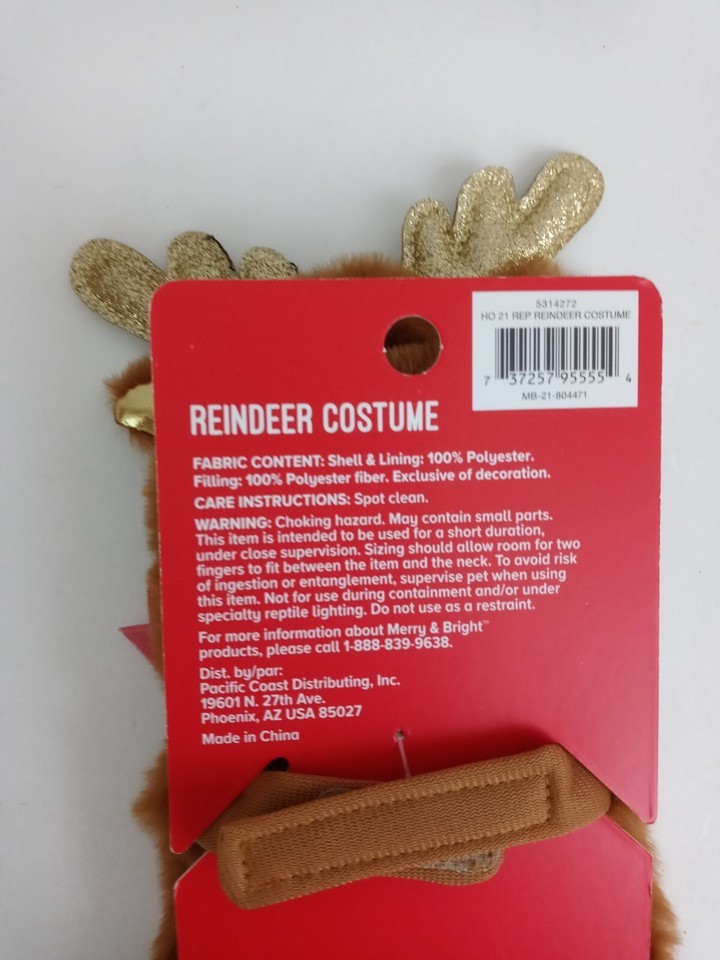 5314272
HO 21 REP REINDEER COSTUME
7 37257 95555 4
MB-21-804471
REINDEER COSTUME
FABRIC CONTENT: Shell & Lining: 100% Polyester.
Filling: 100% Polyester fiber. Exclusive of decoration.
CARE INSTRUCTIONS: Spot clean.
WARNING: Choking hazard. May contain small parts.
This item is intended to be used for a short duration,
under close supervision. Sizing should allow room for two
fingers to fit between the item and the neck. To avoid risk
of ingestion or entanglement, supervise pet when using
this item. Not for use during containment and/or under
specialty reptile lighting. Do not use as a restraint.
For more information about Merry & Bright™
products, please call 1-888-839-9638.
Dist. by/par:
Pacific Coast Distributing, Inc.
19601 N. 27th Ave.
Phoenix, AZ USA 85027
Made in China